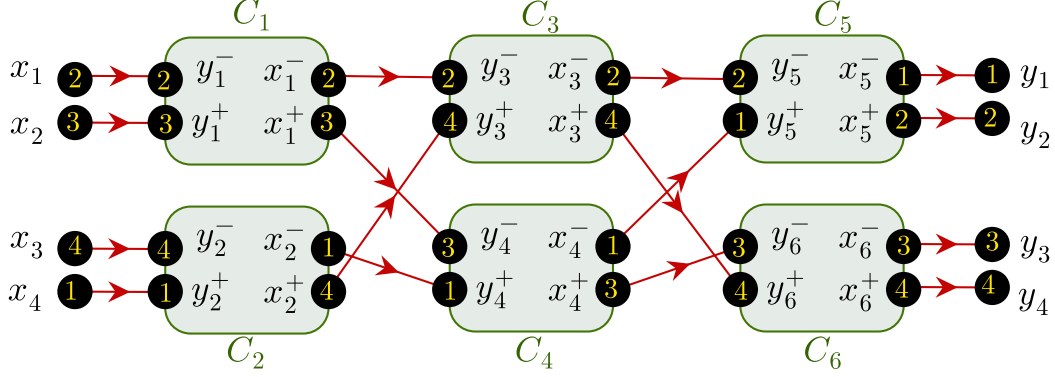 C₁ C₃ C₅
x₁ 2 2 y₁⁻ x₁⁻ 2 2 y₃⁻ x₃⁻ 2 2 y₅⁻ x₅⁻ 1 1 y₁
x₂ 3 3 y₁⁺ x₁⁺ 3 4 y₃⁺ x₃⁺ 4 1 y₅⁺ x₅⁺ 2 2 y₂
x₃ 4 4 y₂⁻ x₂⁻ 1 3 y₄⁻ x₄⁻ 1 3 y₆⁻ x₆⁻ 3 3 y₃
x₄ 1 1 y₂⁺ x₂⁺ 4 1 y₄⁺ x₄⁺ 3 4 y₆⁺ x₆⁺ 4 4 y₄
C₂ C₄ C₆